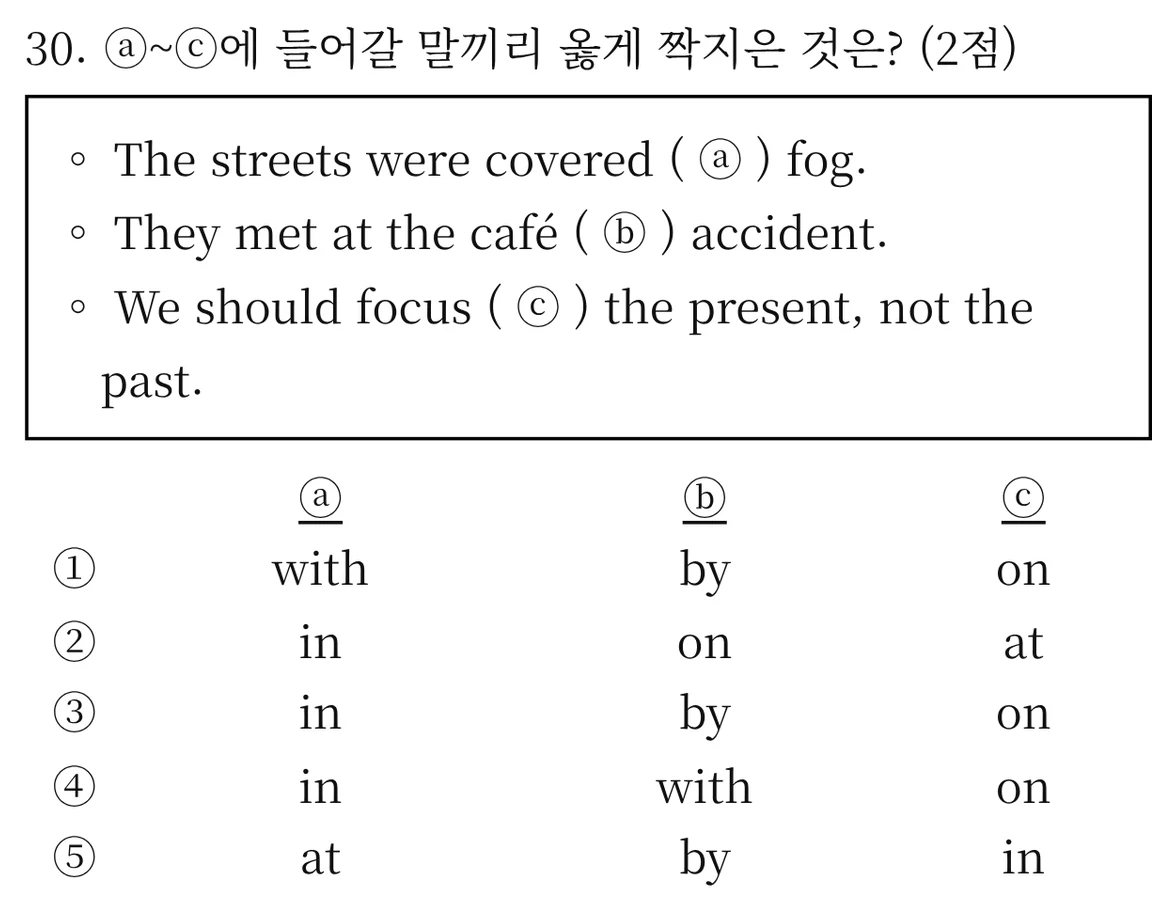 30. ⓐ~ⓒ에 들어갈 말끼리 옳게 짝지은 것은? (2점)
◦ The streets were covered ( ⓐ ) fog.
◦ They met at the café ( ⓑ ) accident.
◦ We should focus ( ⓒ ) the present, not the
past.
ⓐ ⓑ ⓒ
① with by on
② in on at
③ in by on
④ in with on
⑤ at by in